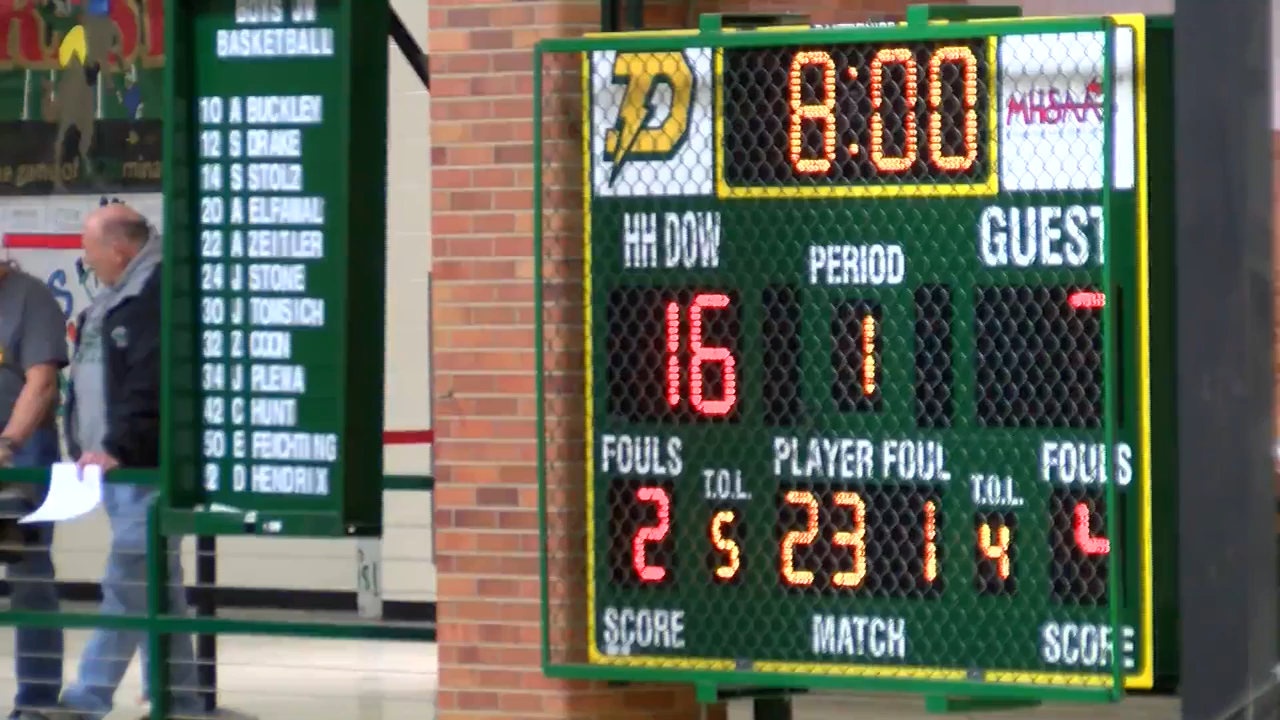 BOYS JV
BASKETBALL
10 A BUCKLEY
12 S DRAKE
14 S STOLZ
20 A ELFAWAL
22 A ZEITLER
24 J STONE
30 J TOMSICH
32 Z COON
34 J PLEWA
42 C HUNT
50 E FEICHTING
2 D HENDRIX
D
8:00
MHSAA
HH DOW
PERIOD
GUEST
16
1
FOULS
T.O.L.
PLAYER FOUL
T.O.L.
FOULS
2
5
23 1
4
SCORE
MATCH
SCORE